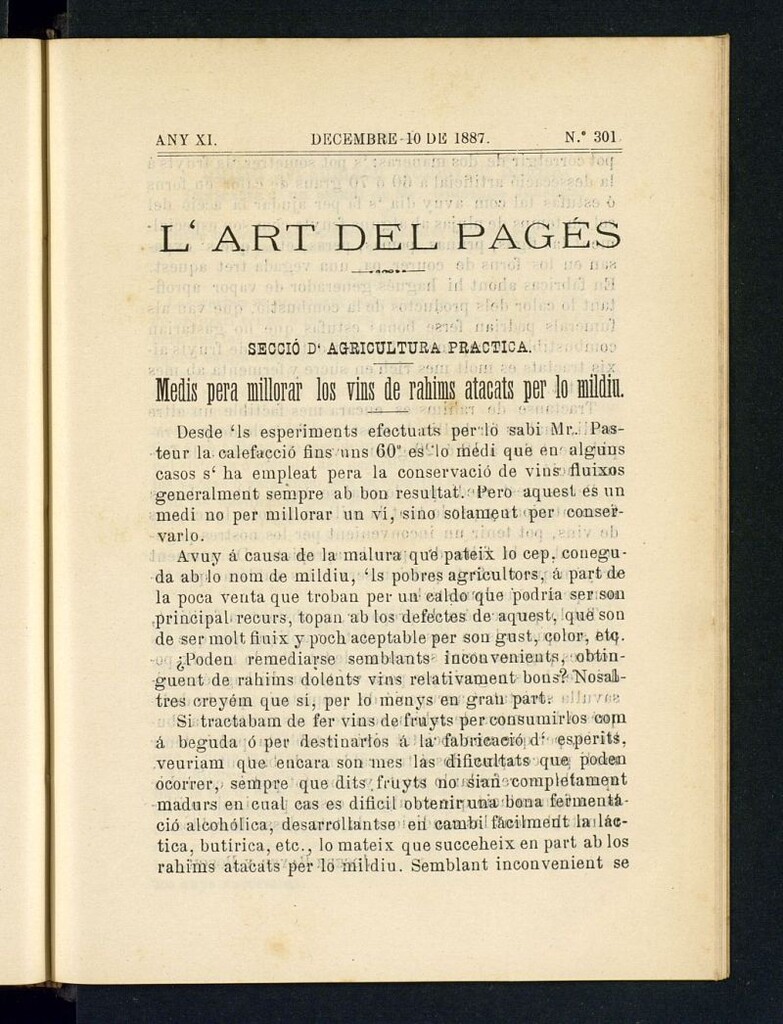 ANY XI. DECEMBRE 10 DE 1887. N.º 301
L‘ ART DEL PAGÉS
SECCIÓ D‘ AGRICULTURA PRACTICA.
Medis pera millorar los vins de rahims atacats per lo mildiu.
Desde ‘ls esperiments efectuats per lo sabi Mr. Pas-
teur la calefacció fins uns 60° es lo medi que en alguns
casos s‘ ha empleat pera la conservació de vins fluixos
generalment sempre ab bon resultat. Pero aquest es un
medi no per millorar un ví, sino solament per conser-
varlo.
Avuy á causa de la malura que pateix lo cep, conegu-
da ab lo nom de mildiu, ‘ls pobres agricultors, á part de
la poca venta que troban per un caldo que podría ser son
principal recurs, topan ab los defectes de aquest, que son
de ser molt fluix y poch aceptable per son gust, color, etc.
¿Poden remediarse semblants inconvenients, obtin-
guent de rahims dolents vins relativament bons? Nosal-
tres creyém que si, per lo menys en gran part.
Si tractabam de fer vins de fruyts per consumirlos com
á beguda ó per destinarlos á la fabricació d‘ esperits,
veuriam que encara son mes las dificultats que poden
ocorrer, sempre que dits fruyts no sian completament
madurs en cual cas es dificil obtenir una bona fermenta-
ció alcohólica, desarrollantse en cambi fácilment la lác-
tica, butírica, etc., lo mateix que succeheix en part ab los
rahims atacats per lo mildiu. Semblant inconvenient se